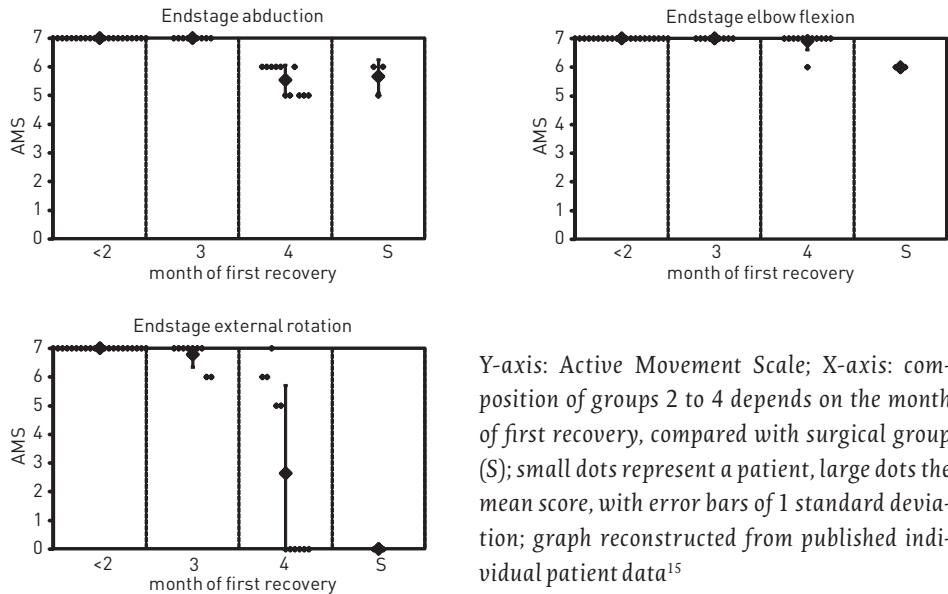 Endstage abduction
7
6
5
4
3
2
1
0
AMS
<2 3 4 S
month of first recovery
Endstage elbow flexion
7
6
5
4
3
2
1
0
AMS
<2 3 4 S
month of first recovery
Endstage external rotation
7
6
5
4
3
2
1
0
AMS
<2 3 4 S
month of first recovery
Y-axis: Active Movement Scale; X-axis: com-
position of groups 2 to 4 depends on the month
of first recovery, compared with surgical group
(S); small dots represent a patient, large dots the
mean score, with error bars of 1 standard devia-
tion; graph reconstructed from published indi-
vidual patient data¹⁵